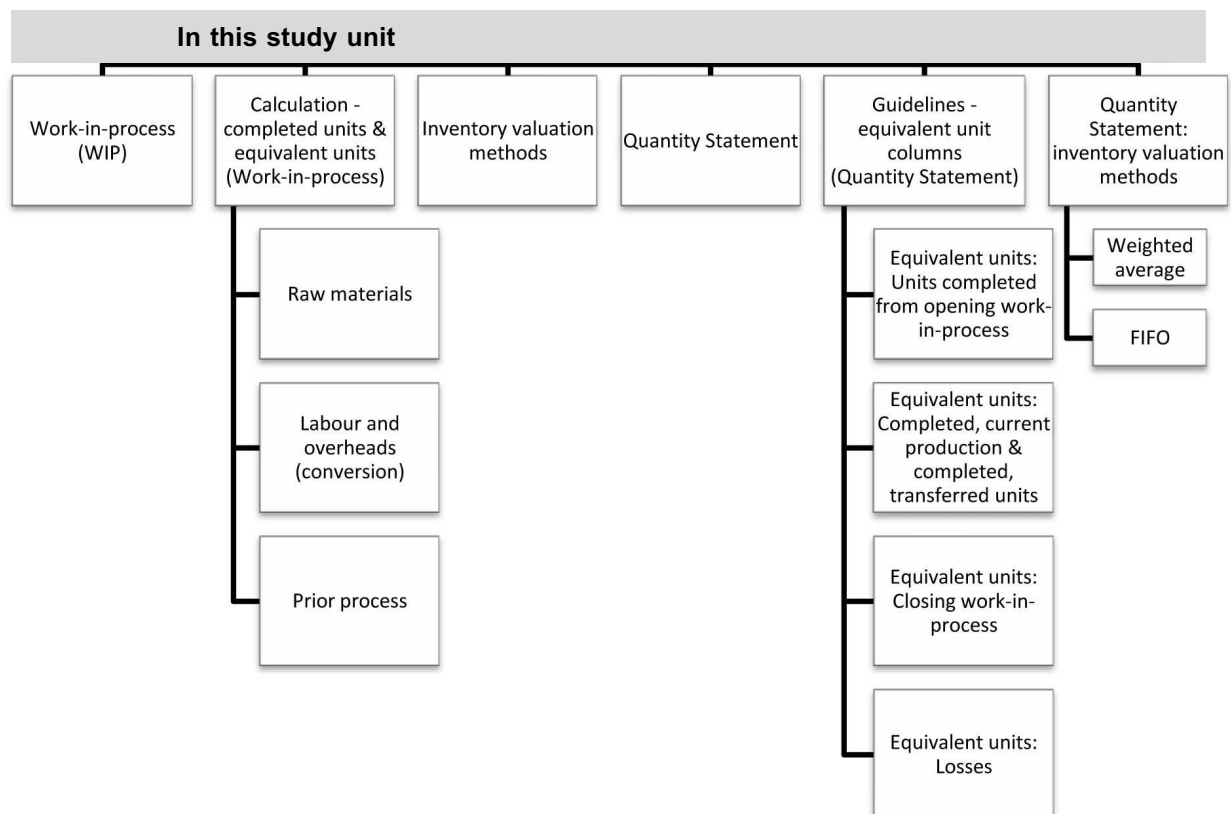 In this study unit
Work-in-process
(WIP)
Calculation -
completed units &
equivalent units
(Work-in-process)
Inventory valuation
methods
Quantity Statement
Guidelines -
equivalent unit
columns
(Quantity Statement)
Quantity
Statement:
inventory valuation
methods
Raw materials
Labour and
overheads
(conversion)
Prior process
Equivalent units:
Units completed
from opening work-
in-process
Equivalent units:
Completed, current
production &
completed,
transferred units
Equivalent units:
Closing work-in-
process
Equivalent units:
Losses
Weighted
average
FIFO